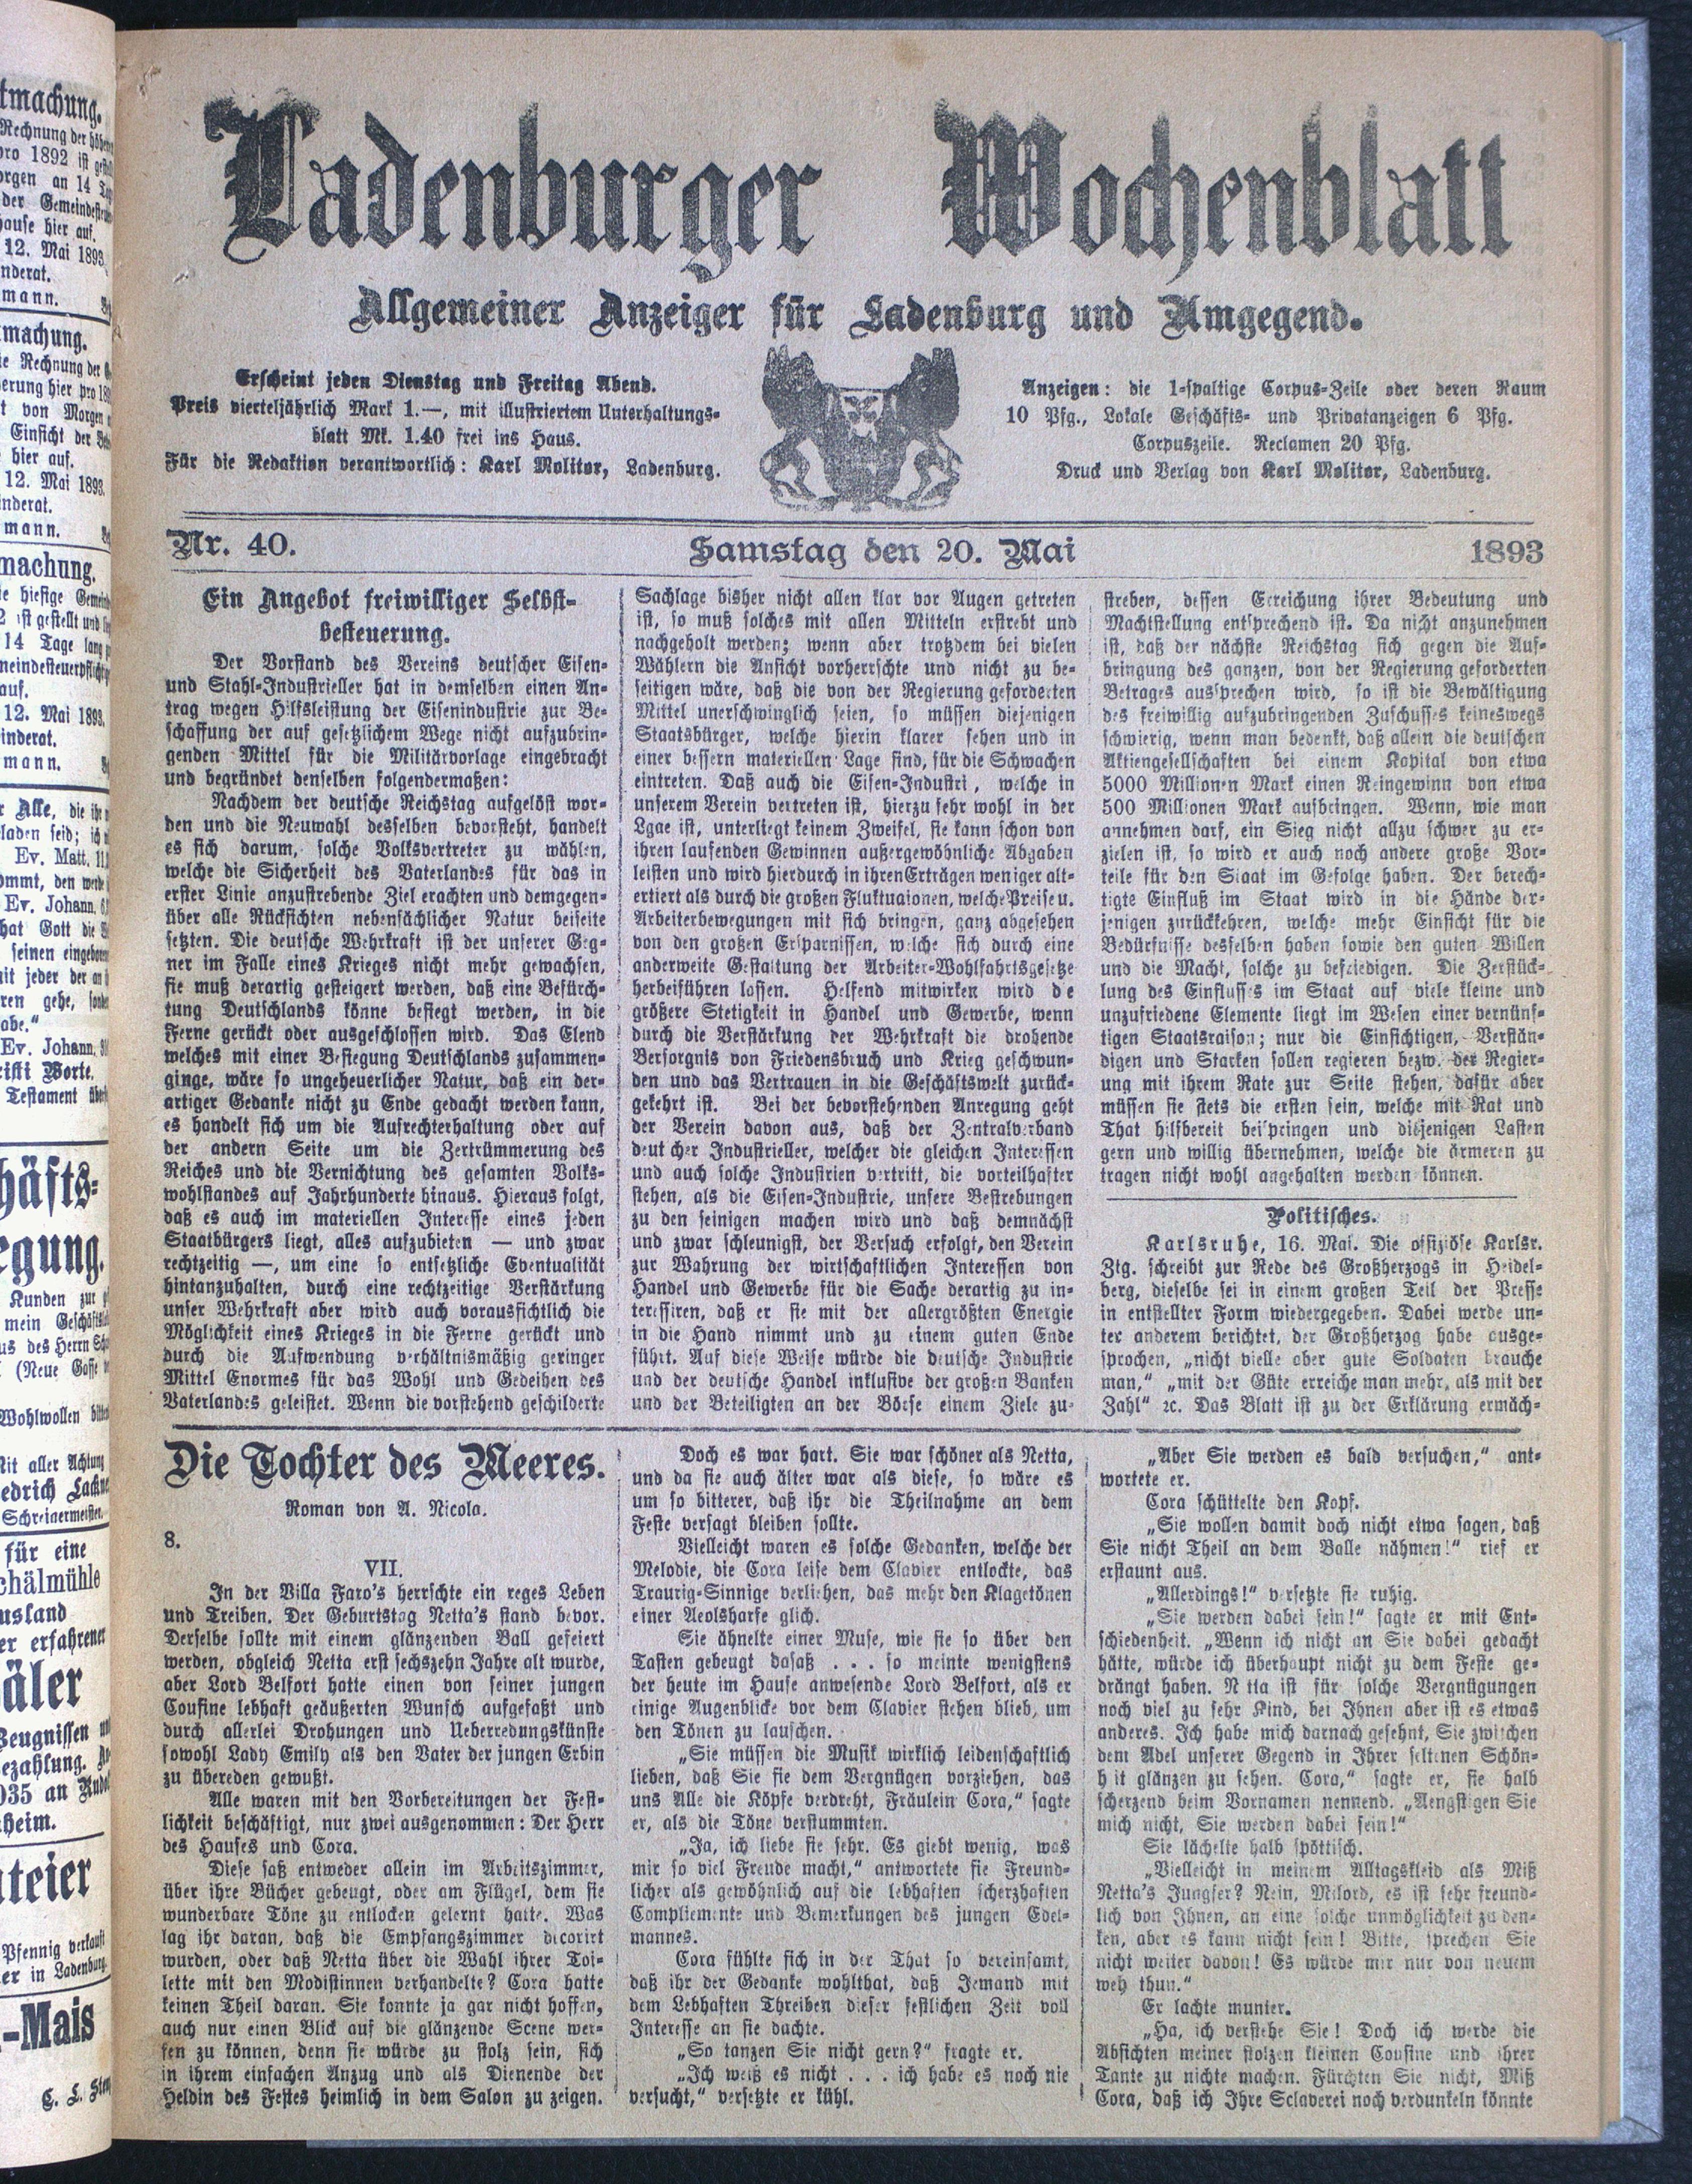 Ladenburger Wochenblatt
Allgemeiner Anzeiger für Ladenburg und Umgegend.
Erscheint jeden Dienstag und Freitag Abend.
Preis vierteljährlich Mark 1.—, mit illustriertem Unterhaltungs-
blatt Mk. 1.40 frei ins Haus.
Für die Redaktion verantwortlich: Karl Molitor, Ladenburg.
Anzeigen: die 1-spaltige Corpus-Zeile oder deren Raum
10 Pfg., Lokale Geschäfts- und Privatanzeigen 6 Pfg.
Corpuszeile. Reclamen 20 Pfg.
Druck und Verlag von Karl Molitor, Ladenburg.
Nr. 40. Samstag den 20. Mai 1893
Ein Angebot freiwilliger Selbst-
besteuerung.
Der Vorstand des Vereins deutscher Eisen-
und Stahl-Industrieller hat in demselben einen An-
trag wegen Hilfsleistung der Eisenindustrie zur Be-
schaffung der auf gesetzlichem Wege nicht aufzubrin-
genden Mittel für die Militärvorlage eingebracht
und begründet denselben folgendermaßen:
Nachdem der deutsche Reichstag aufgelöst wor-
den und die Neuwahl desselben bevorsteht, handelt
es sich darum, solche Volksvertreter zu wählen,
welche die Sicherheit des Vaterlandes für das in
erster Linie anzustrebende Ziel erachten und demgegen-
über alle Rücksichten nebensächlicher Natur beiseite
setzten. Die deutsche Wehrkraft ist der unserer Geg-
ner im Falle eines Krieges nicht mehr gewachsen,
sie muß derartig gesteigert werden, daß eine Befürch-
tung Deutschlands könne besiegt werden, in die
Ferne gerückt oder ausgeschlossen wird. Das Elend
welches mit einer Besiegung Deutschlands zusammen-
ginge, wäre so ungeheuerlicher Natur, daß ein der-
artiger Gedanke nicht zu Ende gedacht werden kann,
es handelt sich um die Aufrechterhaltung oder auf
der andern Seite um die Zertrümmerung des
Reiches und die Vernichtung des gesamten Volks-
wohlstandes auf Jahrhunderte hinaus. Hieraus folgt,
daß es auch im materiellen Interesse eines jeden
Staatbürgers liegt, alles aufzubieten — und zwar
rechtzeitig —, um eine so entsetzliche Eventualität
hintanzuhalten, durch eine rechtzeitige Verstärkung
unser Wehrkraft aber wird auch voraussichtlich die
Möglichkeit eines Krieges in die Ferne gerückt und
durch die Aufwendung verhältnismäßig geringer
Mittel Enormes für das Wohl und Gedeihen des
Vaterlandes geleistet. Wenn die vorstehend geschilderte
Sachlage bisher nicht allen klar vor Augen getreten
ist, so muß solches mit allen Mitteln erstrebt und
nachgeholt werden; wenn aber trotzdem bei vielen
Wählern die Ansicht vorherrschte und nicht zu be-
seitigen wäre, daß die von der Regierung geforderten
Mittel unerschwinglich seien, so müssen diejenigen
Staatsbürger, welche hierin klarer sehen und in
einer bessern materiellen Lage sind, für die Schwachen
eintreten. Daß auch die Eisen-Industri , welche in
unserem Verein vertreten ist, hierzu sehr wohl in der
Lgae ist, unterliegt keinem Zweifel, sie kann schon von
ihren laufenden Gewinnen außergewöhnliche Abgaben
leisten und wird hierdurch in ihren Erträgen weniger alt-
ertiert als durch die großen Fluktuaionen, welche Preise u.
Arbeiterbewegungen mit sich bringen, ganz abgesehen
von den großen Ersparnissen, welche sich durch eine
anderweite Gestaltung der Arbeiter-Wohlfahrtsgesetze
herbeiführen lassen. Helfend mitwirken wird d e
größere Stetigkeit in Handel und Gewerbe, wenn
durch die Verstärkung der Wehrkraft die drohende
Besorgnis von Friedensbruch und Krieg geschwun-
den und das Vertrauen in die Geschäftswelt zurück-
gekehrt ist. Bei der bevorstehenden Anregung geht
der Verein davon aus, daß der Zentralverband
deut cher Industrieller, welcher die gleichen Interessen
und auch solche Industrien vertritt, die vorteilhafter
stehen, als die Eisen-Industrie, unsere Bestrebungen
zu den seinigen machen wird und daß demnächst
und zwar schleunigst, der Versuch erfolgt, den Verein
zur Wahrung der wirtschaftlichen Interessen von
Handel und Gewerbe für die Sache derartig zu in-
teressiren, daß er sie mit der allergrößten Energie
in die Hand nimmt und zu einem guten Ende
führt. Auf diese Weise würde die deutsche Industrie
und der deutsche Handel inklusive der großen Banken
und der Beteiligten an der Börse einem Ziele zu-
streben, dessen Erreichung ihrer Bedeutung und
Machtstellung entsprechend ist. Da nicht anzunehmen
ist, daß der nächste Reichstag sich gegen die Auf-
bringung des ganzen, von der Regierung geforderten
Betrages aussprechen wird, so ist die Bewältigung
des freiwillig aufzubringenden Zuschusses keineswegs
schwierig, wenn man bedenkt, daß allein die deutschen
Aktiengesellschaften bei einem Kapital von etwa
5000 Millionen Mark einen Reingewinn von etwa
500 Millionen Mark aufbringen. Wenn, wie man
annehmen darf, ein Sieg nicht allzu schwer zu er-
zielen ist, so wird er auch noch andere große Vor-
teile für den Staat im Gefolge haben. Der berech-
tigte Einfluß im Staat wird in die Hände der-
jenigen zurückkehren, welche mehr Einsicht für die
Bedürfnisse desselben haben sowie den guten Willen
und die Macht, solche zu befriedigen. Die Zerstück-
lung des Einflusses im Staat auf viele kleine und
unzufriedene Elemente liegt im Wesen einer vernünf-
tigen Staatsraison; nur die Einsichtigen, Verstän-
digen und Starken sollen regieren bezw. der Regier-
ung mit ihrem Rate zur Seite stehen, dafür aber
müssen sie stets die ersten sein, welche mit Rat und
That hilfsbereit bei'pringen und diejenigen Lasten
gern und willig übernehmen, welche die ärmeren zu
tragen nicht wohl angehalten werden können.
Politisches.
Karlsruhe, 16. Mai. Die offiziöse Karlsr.
Ztg. schreibt zur Rede des Großherzogs in Heidel-
berg, dieselbe sei in einem großen Teil der Presse
in entstellter Form wiedergegeben. Dabei werde un-
ter anderem berichtet, der Großherzog habe ausge-
sprochen, „nicht vielle aber gute Soldaten brauche
man,“ „mit der Güte erreiche man mehr, als mit der
Zahl“ ꝛc. Das Blatt ist zu der Erklärung ermäch-
Die Tochter des Meeres.
Roman von A. Nicola.
8.
VII.
In der Villa Faro's herrschte ein reges Leben
und Treiben. Der Geburtstag Netta's stand bevor.
Derselbe sollte mit einem glänzenden Ball gefeiert
werden, obgleich Netta erst sechszehn Jahre alt wurde,
aber Lord Belfort hatte einen von seiner jungen
Cousine lebhaft geäußerten Wunsch aufgefaßt und
durch allerlei Drohungen und Ueberredungskünste
sowohl Lady Emily als den Vater der jungen Erbin
zu übereden gewußt.
Alle waren mit den Vorbereitungen der Fest-
lichkeit beschäftigt, nur zwei ausgenommen: Der Herr
des Hauses und Cora.
Diese saß entweder allein im Arbeitszimmer,
über ihre Bücher gebeugt, oder am Flügel, dem sie
wunderbare Töne zu entlocken gelernt hatte. Was
lag ihr daran, daß die Empfangszimmer decorirt
wurden, oder daß Netta über die Wahl ihrer Toi-
lette mit den Modistinnen verhandelte? Cora hatte
keinen Theil daran. Sie konnte ja gar nicht hoffen,
auch nur einen Blick auf die glänzende Scene wer-
fen zu können, denn sie würde zu stolz sein, sich
in ihrem einfachen Anzug und als Dienende der
Heldin des Festes heimlich in dem Salon zu zeigen.
Doch es war hart. Sie war schöner als Netta,
und da sie auch älter war als diese, so wäre es
um so bitterer, daß ihr die Theilnahme an dem
Feste versagt bleiben sollte.
Vielleicht waren es solche Gedanken, welche der
Melodie, die Cora leise dem Clavier entlockte, das
Traurig-Sinnige verliehen, das mehr den Klagetönen
einer Aeolsharfe glich.
Sie ähnelte einer Muse, wie sie so über den
Tasten gebeugt dasaß . . . so meinte wenigstens
der heute im Hause anwesende Lord Belfort, als er
einige Augenblicke vor dem Clavier stehen blieb, um
den Tönen zu lauschen.
„Sie müssen die Musik wirklich leidenschaftlich
lieben, daß Sie sie dem Vergnügen vorziehen, das
uns Alle die Köpfe verdreht, Fräulein Cora,“ sagte
er, als die Töne verstummten.
„Ja, ich liebe sie sehr. Es giebt wenig, was
mir so viel Freude macht,“ antwortete sie Freund-
licher als gewöhnlich auf die lebhaften scherzhaften
Complimente und Bemerkungen des jungen Edel-
mannes.
Cora fühlte sich in der That so vereinsamt,
daß ihr der Gedanke wohlthat, daß Jemand mit
dem Lebhaften Threiben dieser festlichen Zeit voll
Interesse an sie dachte.
„So tanzen Sie nicht gern?“ fragte er.
„Ich weiß es nicht . . . ich habe es noch nie
versucht,“ versetzte er kühl.
„Aber Sie werden es bald versuchen,“ ant-
wortete er.
Cora schüttelte den Kopf.
„Sie wollen damit doch nicht etwa sagen, daß
Sie nicht Theil an dem Balle nähmen!“ rief er
erstaunt aus.
„Allerdings!“ versetzte sie ruhig.
„Sie werden dabei sein!“ sagte er mit Ent-
schiedenheit. „Wenn ich nicht an Sie dabei gedacht
hätte, würde ich überhaupt nicht zu dem Feste ge-
drängt haben. N tta ist für solche Vergnügungen
noch viel zu sehr Kind, bei Ihnen aber ist es etwas
anderes. Ich habe mich darnach gesehnt, Sie zwischen
dem Adel unserer Gegend in Ihrer seltenen Schön-
h it glänzen zu sehen. Cora,“ sagte er, sie halb
scherzend beim Vornamen nennend. „Aengstigen Sie
mich nicht, Sie werden dabei sein!“
Sie lächelte halb spöttisch.
„Vielleicht in meinem Alltagskleid als Miß
Netta's Jungfer? Nein, Milord, es ist sehr freund-
lich von Ihnen, an eine solche unmöglichkeit zu den-
ken, aber es kann nicht sein! Bitte, sprechen Sie
nicht weiter davon! Es würde mir nur von neuem
weh thun.“
Er lachte munter.
„Ha, ich verstehe Sie! Doch ich werde die
Absichten meiner stolzen kleinen Cousine und ihrer
Tante zu nichte machen. Fürchten Sie nicht, Miß
Cora, daß ich Ihre Sclaverei noch verdunkeln könnte